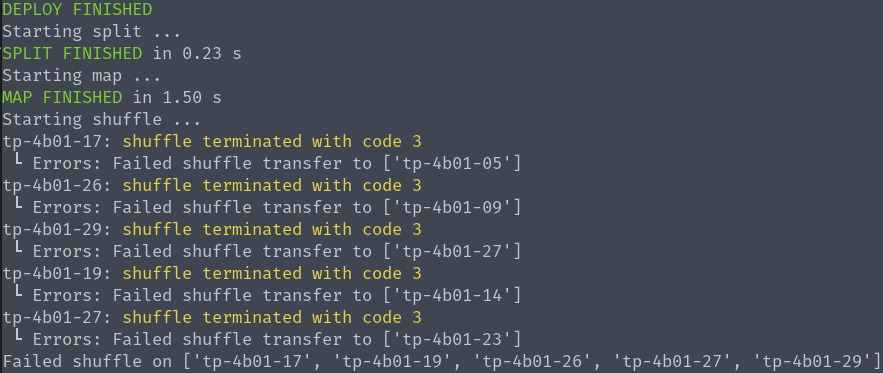 DEPLOY FINISHED
Starting split ...
SPLIT FINISHED in 0.23 s
Starting map ...
MAP FINISHED in 1.50 s
Starting shuffle ...
tp-4b01-17: shuffle terminated with code 3
┗ Errors: Failed shuffle transfer to ['tp-4b01-05']
tp-4b01-26: shuffle terminated with code 3
┗ Errors: Failed shuffle transfer to ['tp-4b01-09']
tp-4b01-29: shuffle terminated with code 3
┗ Errors: Failed shuffle transfer to ['tp-4b01-27']
tp-4b01-19: shuffle terminated with code 3
┗ Errors: Failed shuffle transfer to ['tp-4b01-14']
tp-4b01-27: shuffle terminated with code 3
┗ Errors: Failed shuffle transfer to ['tp-4b01-23']
Failed shuffle on ['tp-4b01-17', 'tp-4b01-19', 'tp-4b01-26', 'tp-4b01-27', 'tp-4b01-29']